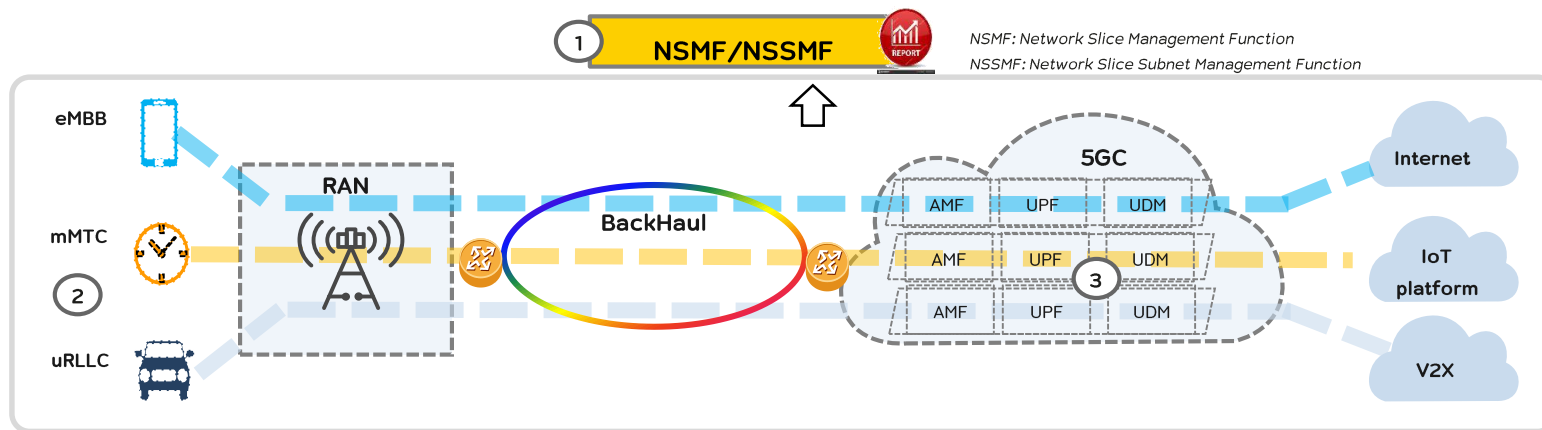 1
NSMF/NSSMF
REPORT
NSMF: Network Slice Management Function
NSSMF: Network Slice Subnet Management Function
eMBB
5GC
Internet
RAN
AMF UPF UDM
BackHaul
mMTC
AMF UPF UDM
IoT
platform
2
3
AMF UPF UDM
uRLLC
V2X